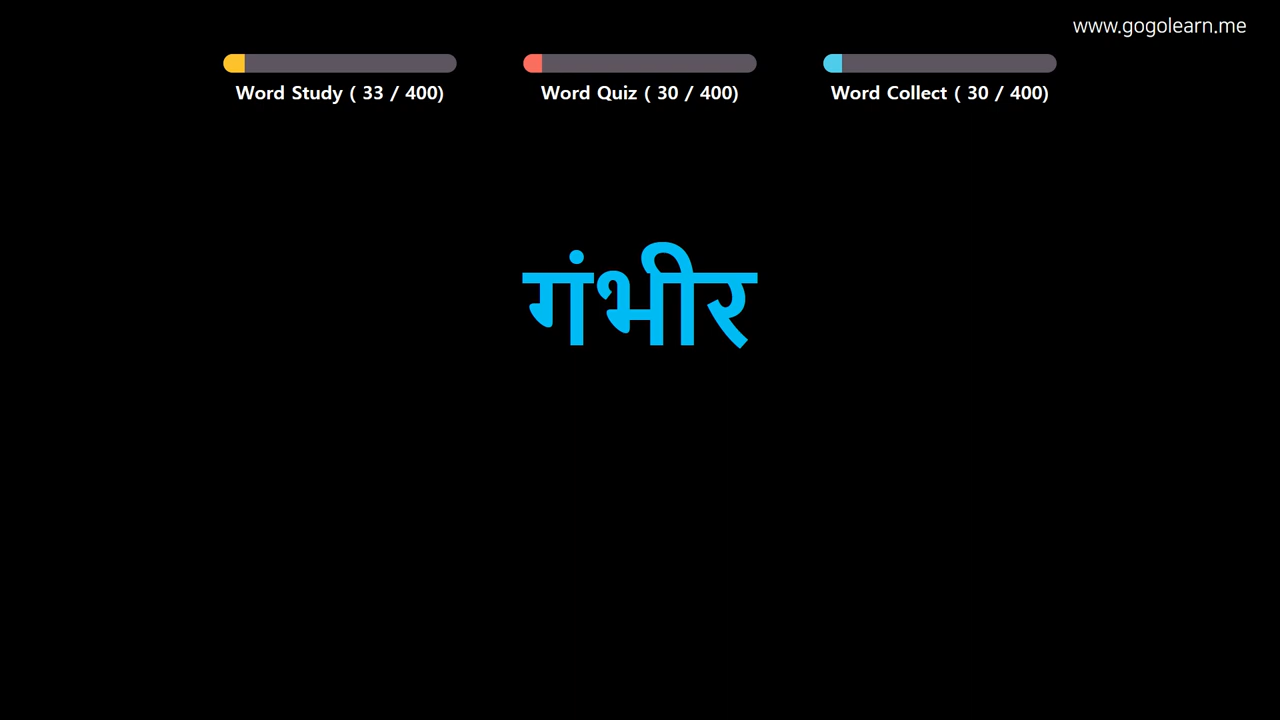 www.gogolearn.me
Word Study ( 33 / 400)
Word Quiz ( 30 / 400)
Word Collect ( 30 / 400)
गंभीर